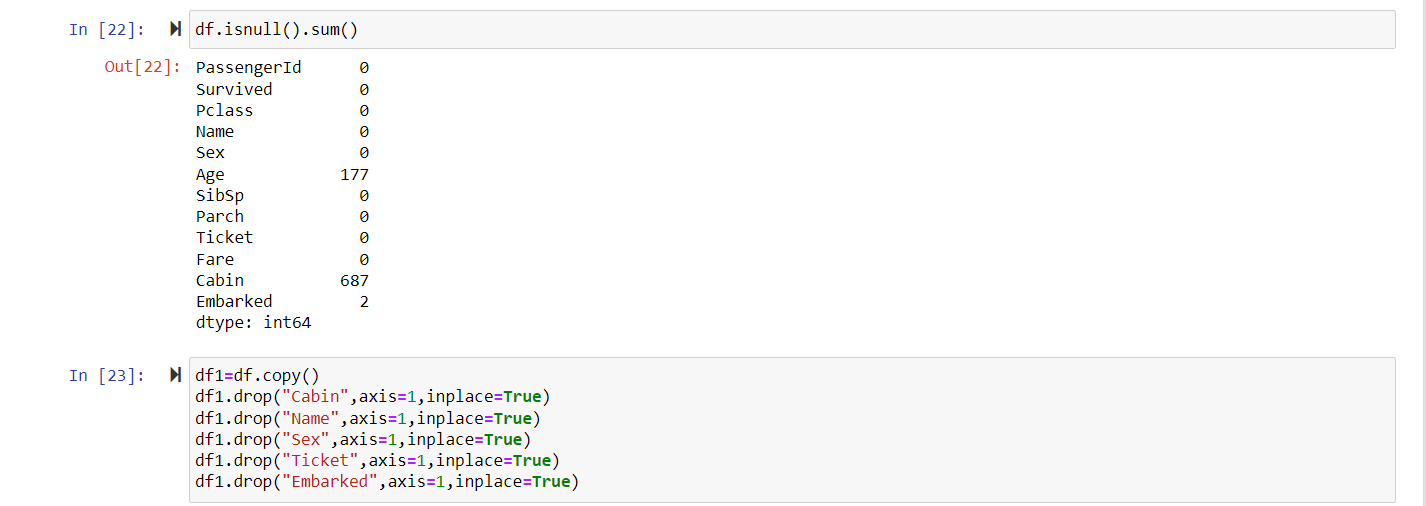 In [22]: df.isnull().sum()
Out[22]: PassengerId 0
Survived 0
Pclass 0
Name 0
Sex 0
Age 177
SibSp 0
Parch 0
Ticket 0
Fare 0
Cabin 687
Embarked 2
dtype: int64
In [23]: df1=df.copy()
df1.drop("Cabin",axis=1,inplace=True)
df1.drop("Name",axis=1,inplace=True)
df1.drop("Sex",axis=1,inplace=True)
df1.drop("Ticket",axis=1,inplace=True)
df1.drop("Embarked",axis=1,inplace=True)